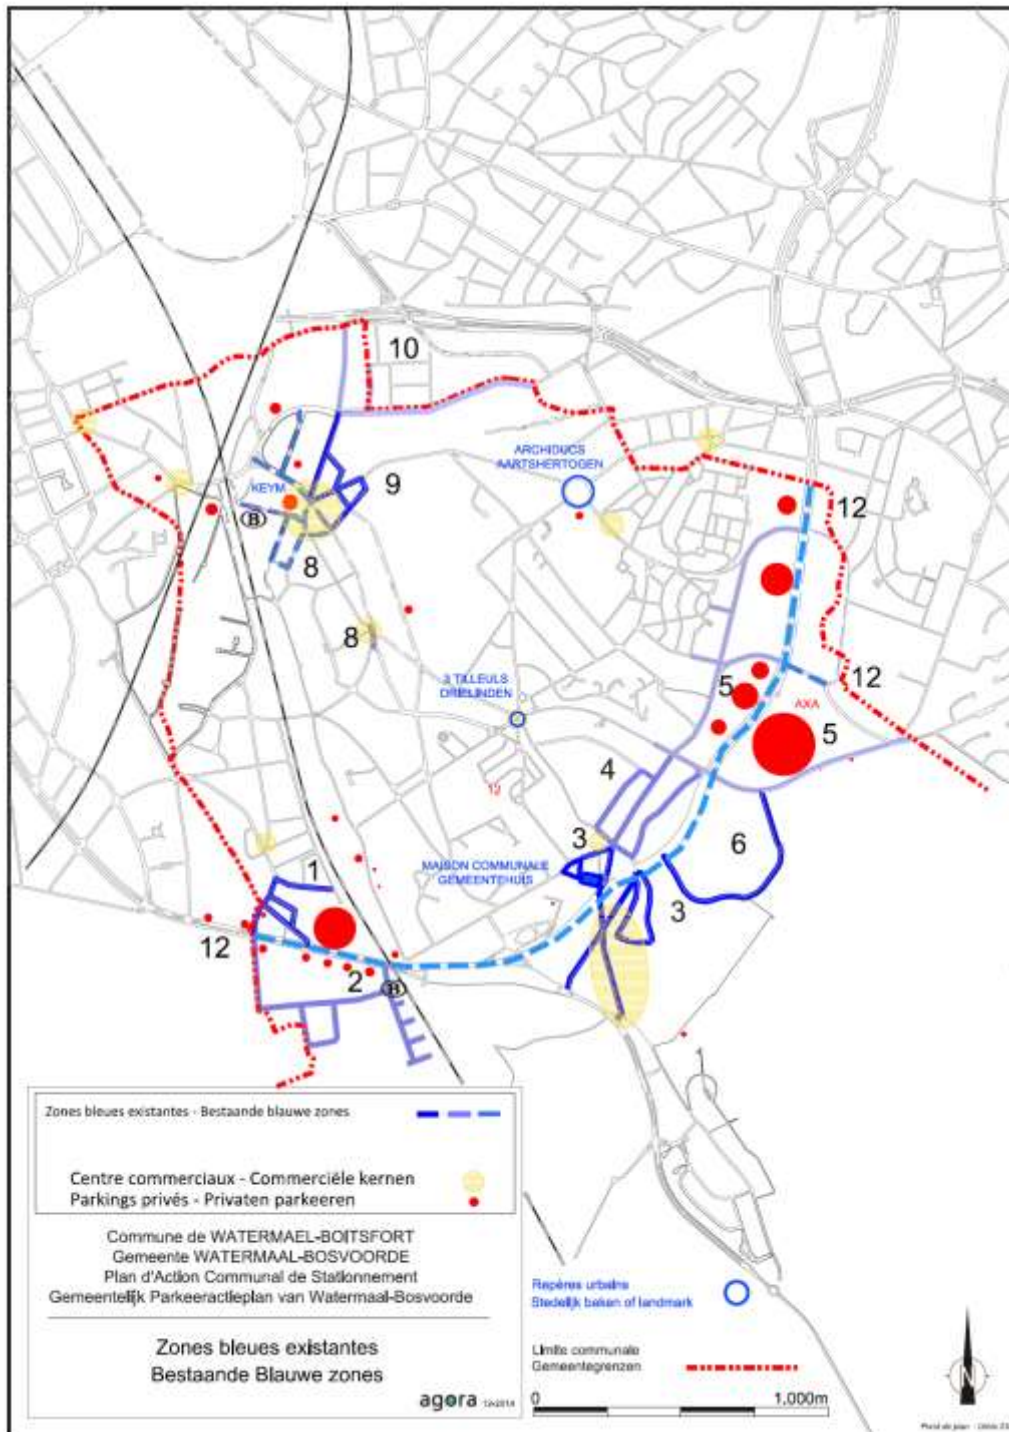 10
ARCHIDUCS
AARTSHERTOGEN
KEYM
9
12
B
8
8
3 TILLEULS
DRIELINDEN
12
5
AXA
5
4
12
3
6
MAISON COMMUNALE
GEMEENTEHUIS
1
3
12
2
B
Zones bleues existantes - Bestaande blauwe zones
Centre commerciaux - Commerciële kernen
Parkings privés - Privaten parkeeren
Commune de WATERMAEL-BOITSFORT
Gemeente WATERMAAL-BOSVOORDE
Plan d'Action Communal de Stationnement
Gemeentelijk Parkeeractieplan van Watermaal-Bosvoorde
Zones bleues existantes
Bestaande Blauwe zones
agora 12-2014
Repères urbains
Stedelijk baken of landmark
Limite communale
Gemeentegrenzen
0 1.000m
N